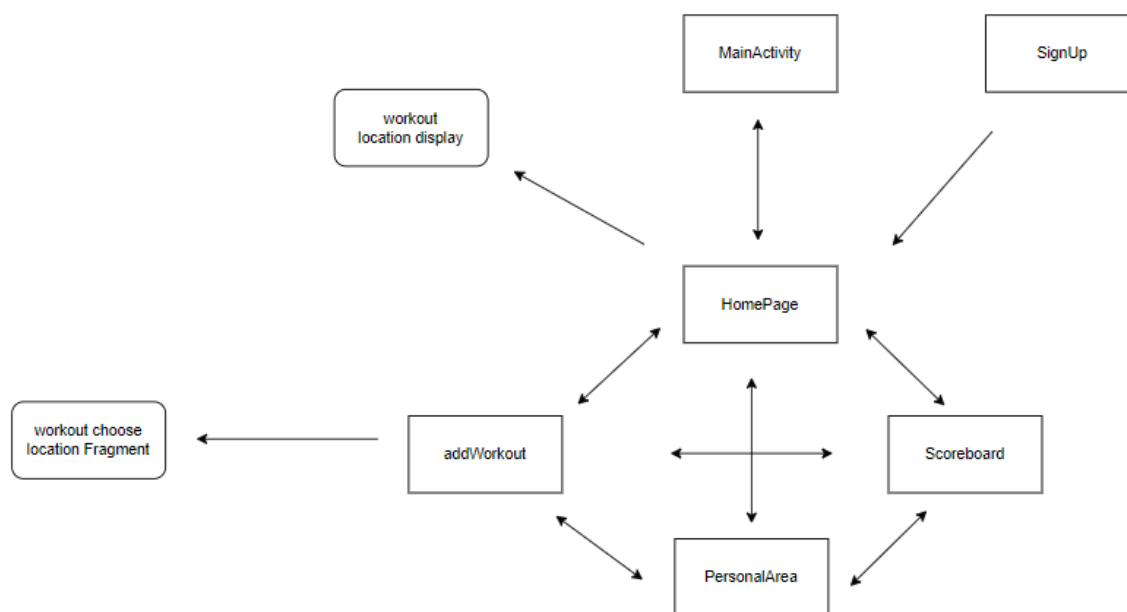 MainActivity
SignUp
workout
location display
HomePage
workout choose
location Fragment
addWorkout
Scoreboard
PersonalArea